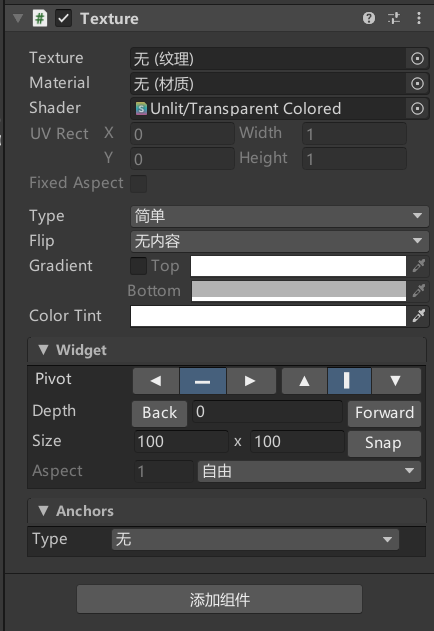 Texture
Texture 无 (纹理)
Material 无 (材质)
Shader Unlit/Transparent Colored
UV Rect X 0 Width 1
Y 0 Height 1
Fixed Aspect
Type 简单
Flip 无内容
Gradient Top
Bottom
Color Tint
Widget
Pivot
Depth Back 0 Forward
Size 100 x 100 Snap
Aspect 1 自由
Anchors
Type 无
添加组件